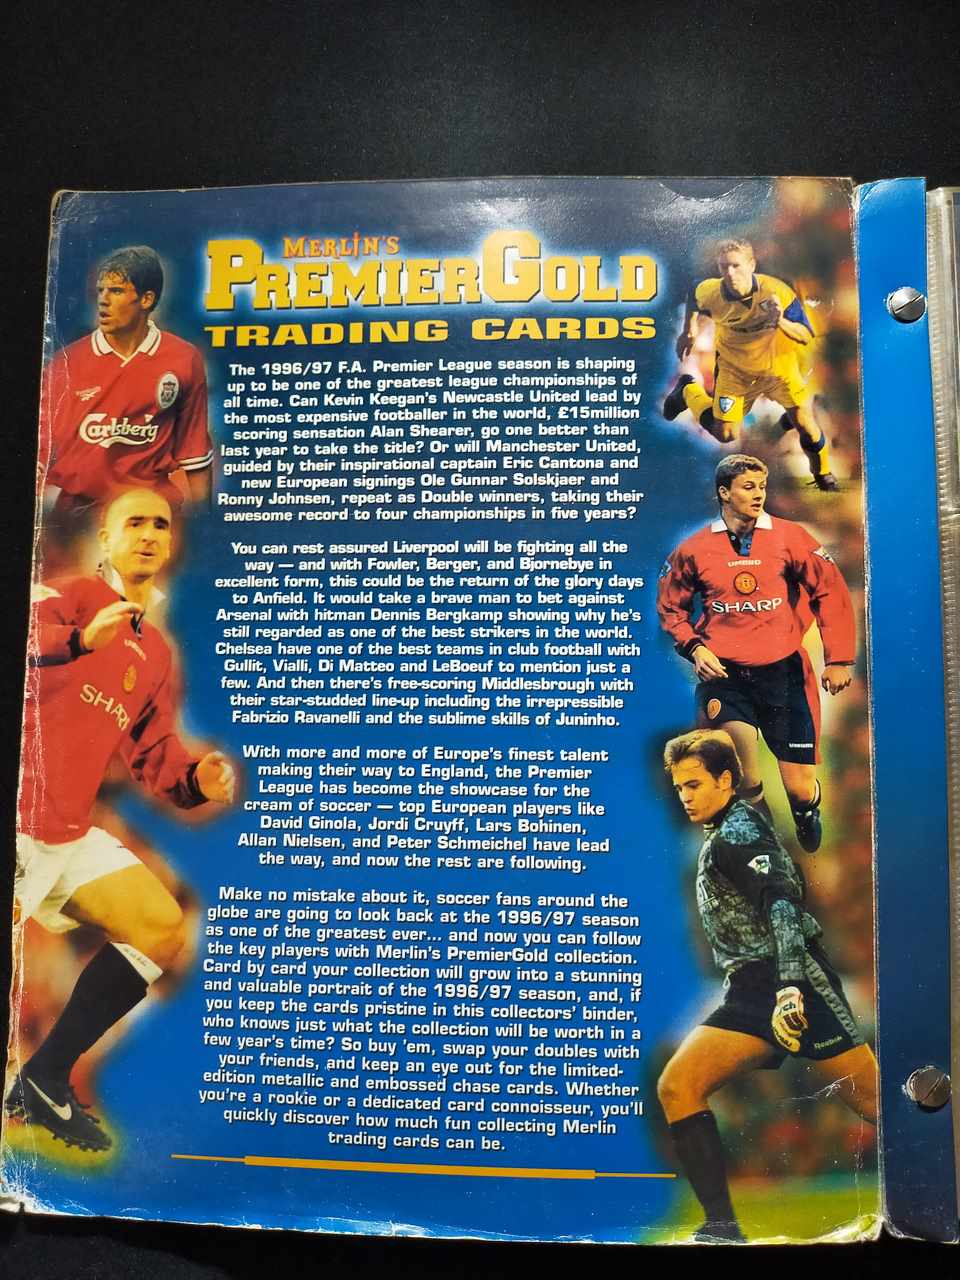 MERLIN'S
PREMIERGOLD
TRADING CARDS
The 1996/97 F.A. Premier League season is shaping
up to be one of the greatest league championships of
all time. Can Kevin Keegan's Newcastle United lead by
the most expensive footballer in the world, £15million
scoring sensation Alan Shearer, go one better than
last year to take the title? Or will Manchester United,
guided by their inspirational captain Eric Cantona and
new European signings Ole Gunnar Solskjaer and
Ronny Johnsen, repeat as Double winners, taking their
awesome record to four championships in five years?
You can rest assured Liverpool will be fighting all the
way — and with Fowler, Berger, and Bjornebye in
excellent form, this could be the return of the glory days
to Anfield. It would take a brave man to bet against
Arsenal with hitman Dennis Bergkamp showing why he's
still regarded as one of the best strikers in the world.
Chelsea have one of the best teams in club football with
Gullit, Vialli, Di Matteo and LeBoeuf to mention just a
few. And then there's free-scoring Middlesbrough with
their star-studded line-up including the irrepressible
Fabrizio Ravanelli and the sublime skills of Juninho.
With more and more of Europe's finest talent
making their way to England, the Premier
League has become the showcase for the
cream of soccer — top European players like
David Ginola, Jordi Cruyff, Lars Bohinen,
Allan Nielsen, and Peter Schmeichel have lead
the way, and now the rest are following.
Make no mistake about it, soccer fans around the
globe are going to look back at the 1996/97 season
as one of the greatest ever... and now you can follow
the key players with Merlin's PremierGold collection.
Card by card your collection will grow into a stunning
and valuable portrait of the 1996/97 season, and, if
you keep the cards pristine in this collectors' binder,
who knows just what the collection will be worth in a
few year's time? So buy 'em, swap your doubles with
your friends, and keep an eye out for the limited-
edition metallic and embossed chase cards. Whether
you're a rookie or a dedicated card connoisseur, you'll
quickly discover how much fun collecting Merlin
trading cards can be.
Reebok
Carlsberg
SHAR
UMBRO
SHARP
UMBRO
Reebok